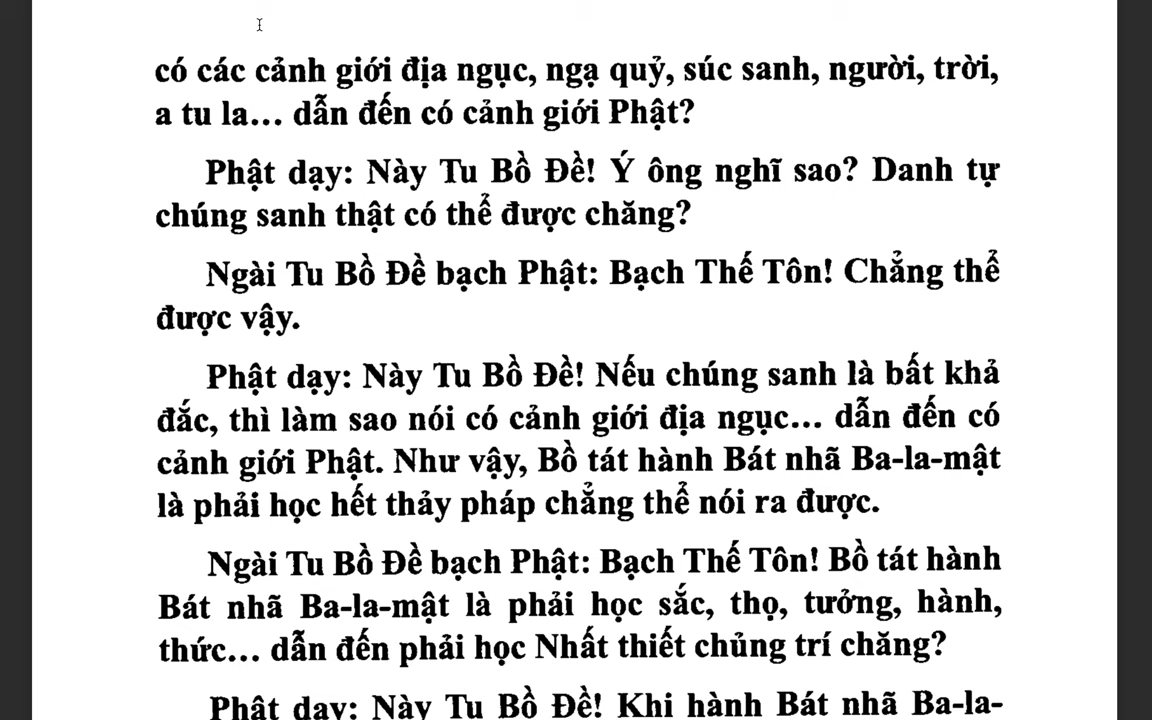 có các cảnh giới địa ngục, ngạ quỷ, súc sanh, người, trời,
a tu la... dẫn đến có cảnh giới Phật?
Phật dạy: Này Tu Bồ Đề! Ý ông nghĩ sao? Danh tự
chúng sanh thật có thể được chăng?
Ngài Tu Bồ Đề bạch Phật: Bạch Thế Tôn! Chẳng thể
được vậy.
Phật dạy: Này Tu Bồ Đề! Nếu chúng sanh là bất khả
đắc, thì làm sao nói có cảnh giới địa ngục... dẫn đến có
cảnh giới Phật. Như vậy, Bồ tát hành Bát nhã Ba-la-mật
là phải học hết thảy pháp chẳng thể nói ra được.
Ngài Tu Bồ Đề bạch Phật: Bạch Thế Tôn! Bồ tát hành
Bát nhã Ba-la-mật là phải học sắc, thọ, tưởng, hành,
thức... dẫn đến phải học Nhất thiết chủng trí chăng?
Phật dạy: Này Tu Bồ Đề! Khi hành Bát nhã Ba-la-